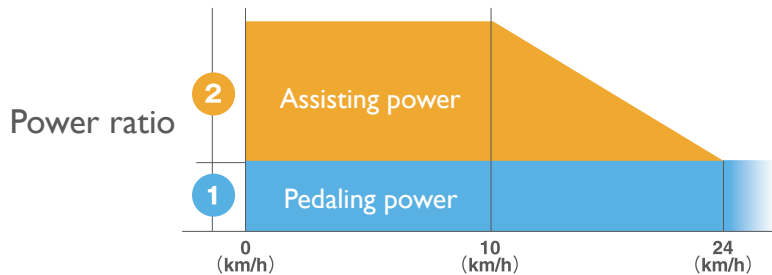 2
Assisting power
Power ratio
1
Pedaling power
0
(km/h)
10
(km/h)
24
(km/h)